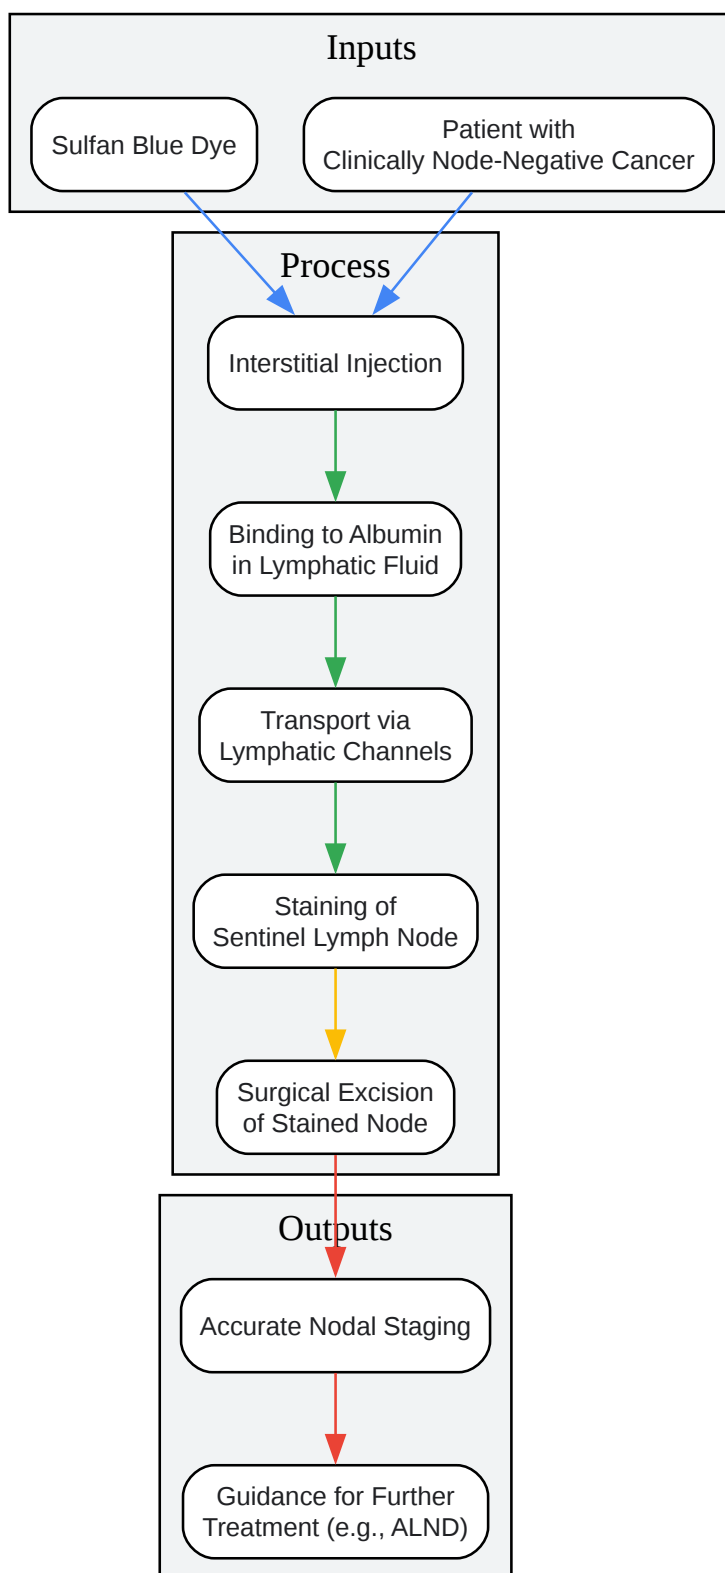 Inputs
Sulfan Blue Dye
Patient with
Clinically Node-Negative Cancer
Process
Interstitial Injection
Binding to Albumin
in Lymphatic Fluid
Transport via
Lymphatic Channels
Staining of
Sentinel Lymph Node
Surgical Excision
of Stained Node
Outputs
Accurate Nodal Staging
Guidance for Further
Treatment (e.g., ALND)